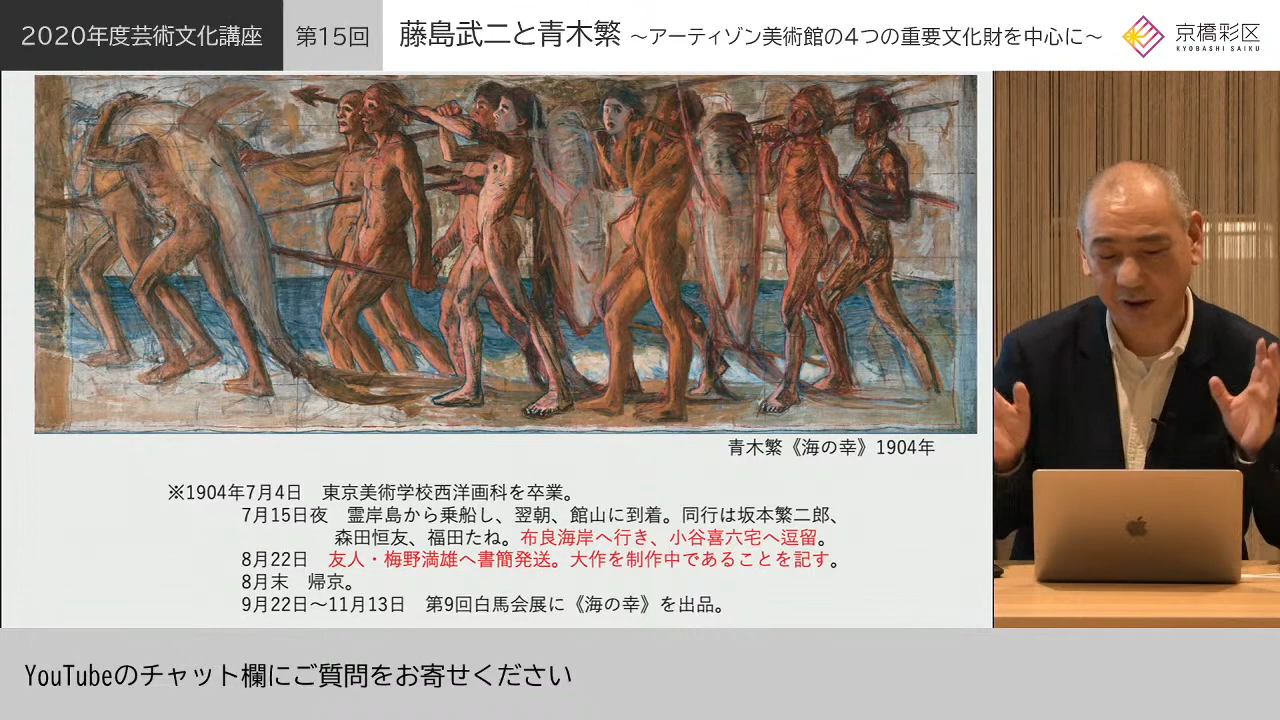 2020年度芸術文化講座
第15回
藤島武二と青木繁 ～アーティゾン美術館の4つの重要文化財を中心に～
京橋彩区
KYOBASHI SAIKU
青木繁《海の幸》1904年
※1904年7月4日　東京美術学校西洋画科を卒業。
7月15日夜　霊岸島から乗船し、翌朝、館山に到着。同行は坂本繁二郎、
森田恒友、福田たね。布良海岸へ行き、小谷喜六宅へ逗留。
8月22日　友人・梅野満雄へ書簡発送。大作を制作中であることを記す。
8月末　帰京。
9月22日～11月13日　第9回白馬会展に《海の幸》を出品。
YouTubeのチャット欄にご質問をお寄せください